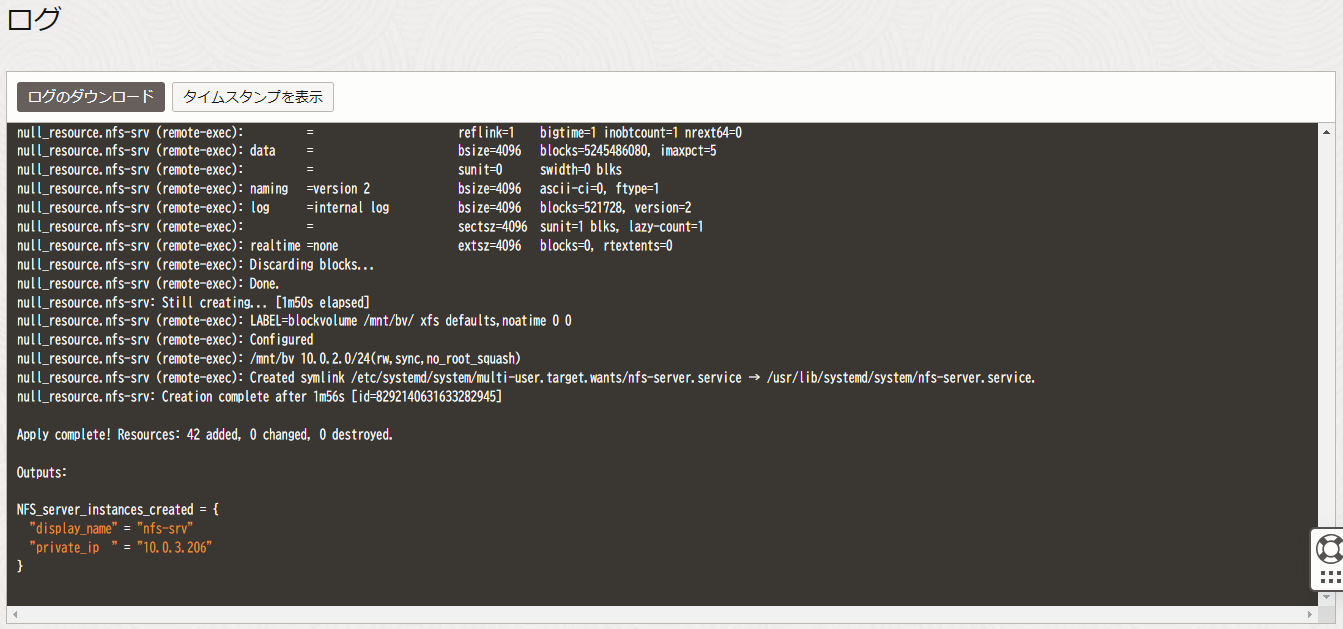 ログ
ログのダウンロード タイムスタンプを表示
null_resource.nfs-srv (remote-exec):          =                       reflink=1    bigtime=1 inobtcount=1 nrext64=0
null_resource.nfs-srv (remote-exec): data     =                       bsize=4096   blocks=5245486080, imaxpct=5
null_resource.nfs-srv (remote-exec):          =                       sunit=0      swidth=0 blks
null_resource.nfs-srv (remote-exec): naming   =version 2              bsize=4096   ascii-ci=0, ftype=1
null_resource.nfs-srv (remote-exec): log      =internal log           bsize=4096   blocks=521728, version=2
null_resource.nfs-srv (remote-exec):          =                       sectsz=4096  sunit=1 blks, lazy-count=1
null_resource.nfs-srv (remote-exec): realtime =none                   extsz=4096   blocks=0, rtextents=0
null_resource.nfs-srv (remote-exec): Discarding blocks...
null_resource.nfs-srv (remote-exec): Done.
null_resource.nfs-srv: Still creating... [1m50s elapsed]
null_resource.nfs-srv (remote-exec): LABEL=blockvolume /mnt/bv/ xfs defaults,noatime 0 0
null_resource.nfs-srv (remote-exec): Configured
null_resource.nfs-srv (remote-exec): /mnt/bv 10.0.2.0/24(rw,sync,no_root_squash)
null_resource.nfs-srv (remote-exec): Created symlink /etc/systemd/system/multi-user.target.wants/nfs-server.service → /usr/lib/systemd/system/nfs-server.service.
null_resource.nfs-srv: Creation complete after 1m56s [id=8292140631633282945]
Apply complete! Resources: 42 added, 0 changed, 0 destroyed.
Outputs:
NFS_server_instances_created = {
  "display_name" = "nfs-srv"
  "private_ip  " = "10.0.3.206"
}